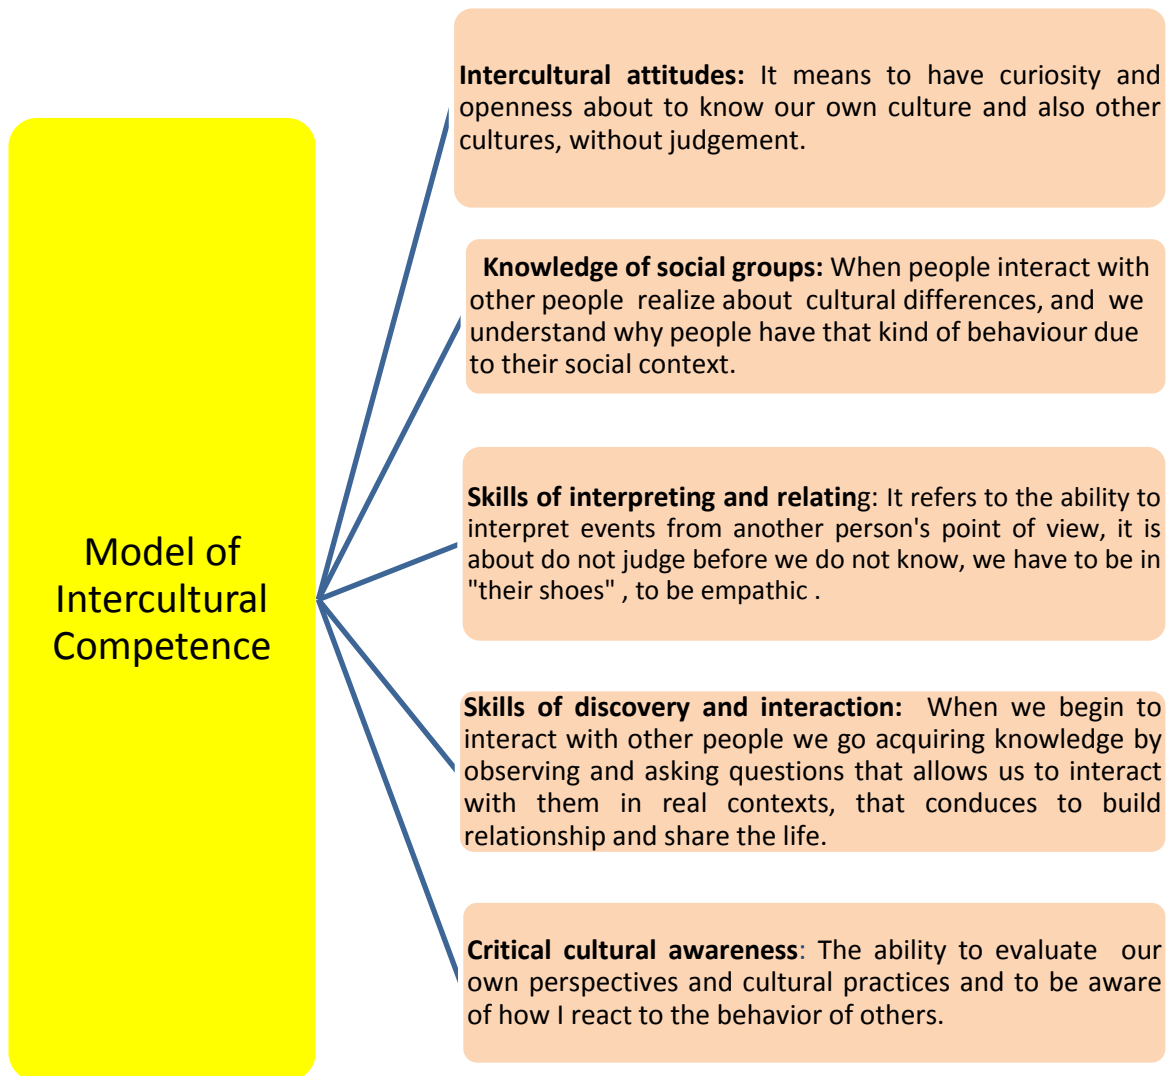 Model of
Intercultural
Competence
Intercultural attitudes: It means to have curiosity and
openness about to know our own culture and also other
cultures, without judgement.
Knowledge of social groups: When people interact with
other people realize about cultural differences, and we
understand why people have that kind of behaviour due
to their social context.
Skills of interpreting and relating: It refers to the ability to
interpret events from another person's point of view, it is
about do not judge before we do not know, we have to be in
"their shoes" , to be empathic .
Skills of discovery and interaction: When we begin to
interact with other people we go acquiring knowledge by
observing and asking questions that allows us to interact
with them in real contexts, that conduces to build
relationship and share the life.
Critical cultural awareness: The ability to evaluate our
own perspectives and cultural practices and to be aware
of how I react to the behavior of others.